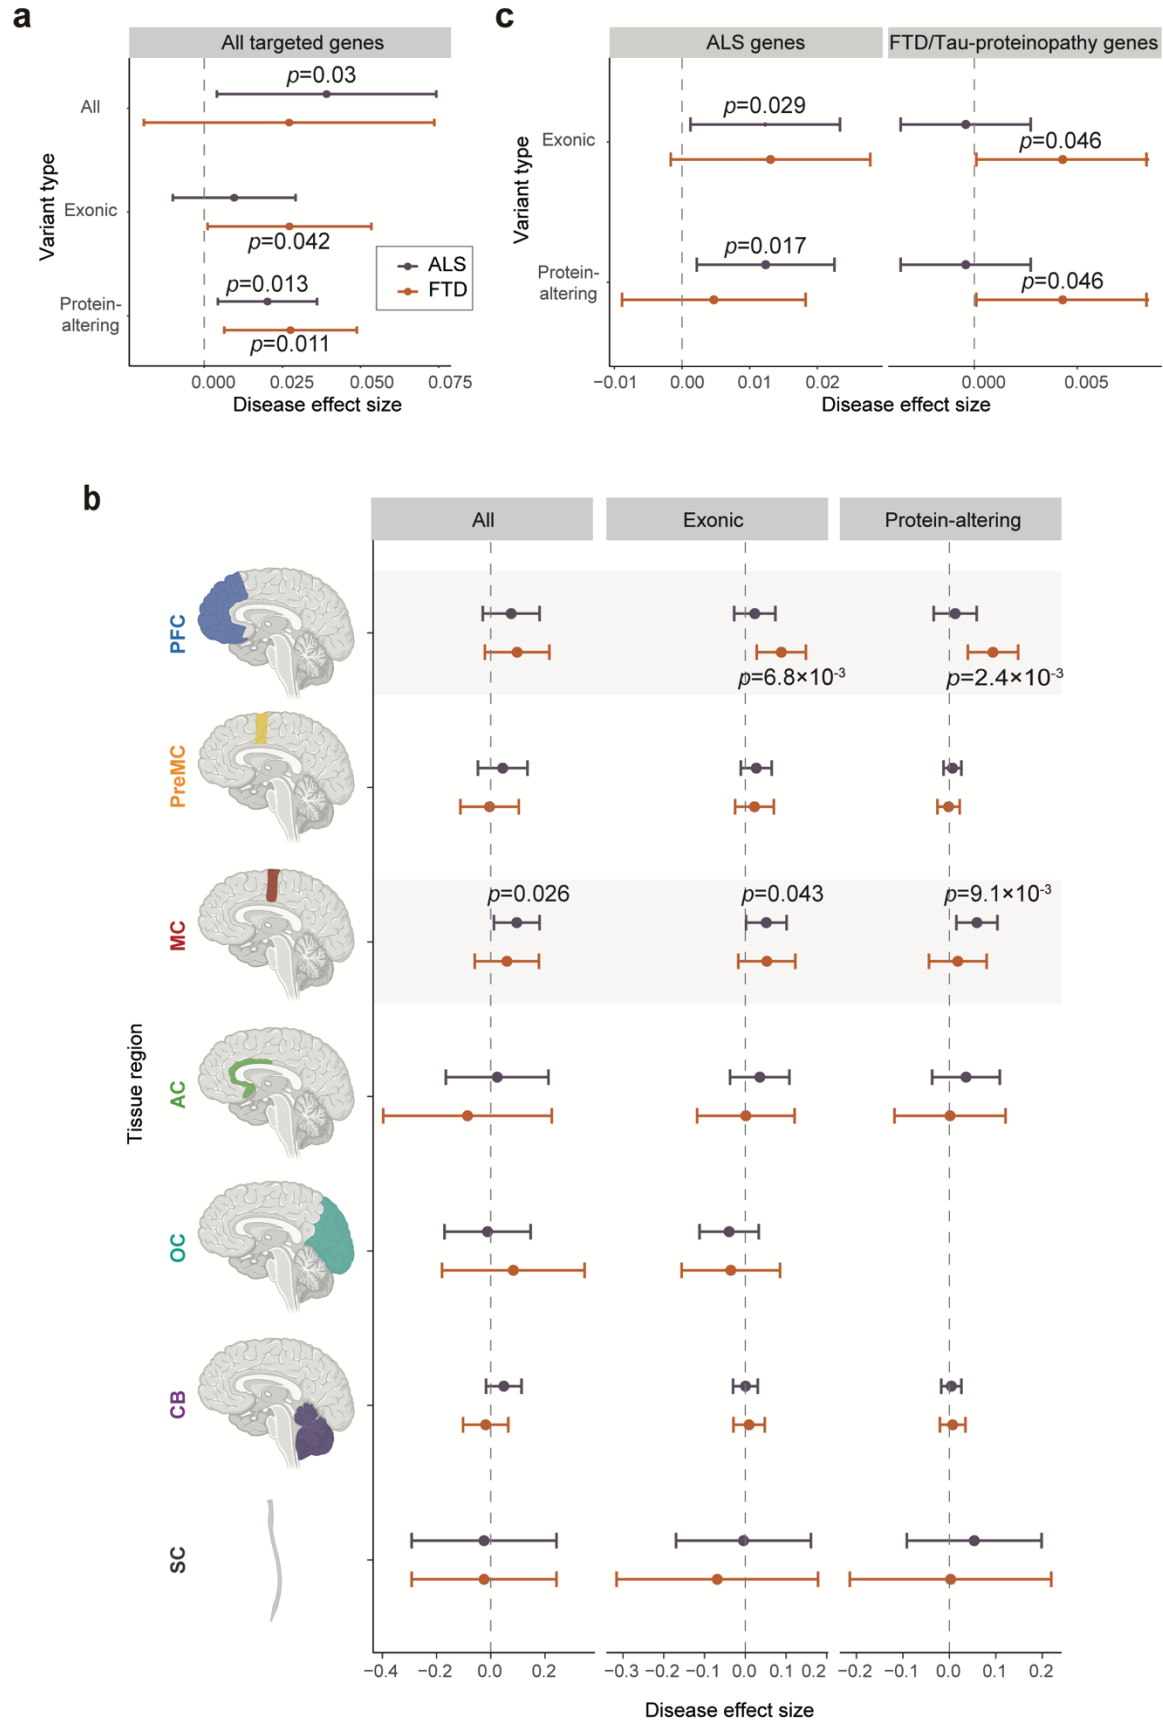 a
All targeted genes
Variant type
All
p=0.03
Exonic
p=0.042
Protein-
altering
p=0.013
p=0.011
ALS
FTD
0.000 0.025 0.050 0.075
Disease effect size
c
ALS genes
FTD/Tau-proteinopathy genes
Variant type
Exonic
p=0.029
p=0.046
Protein-
altering
p=0.017
p=0.046
−0.01 0.00 0.01 0.02
0.000 0.005
Disease effect size
b
All
Exonic
Protein-altering
Tissue region
PFC
p=6.8×10⁻³
p=2.4×10⁻³
PreMC
MC
p=0.026
p=0.043
p=9.1×10⁻³
AC
OC
CB
SC
−0.4 −0.2 0.0 0.2
−0.3 −0.2 −0.1 0.0 0.1 0.2
−0.2 −0.1 0.0 0.1 0.2
Disease effect size